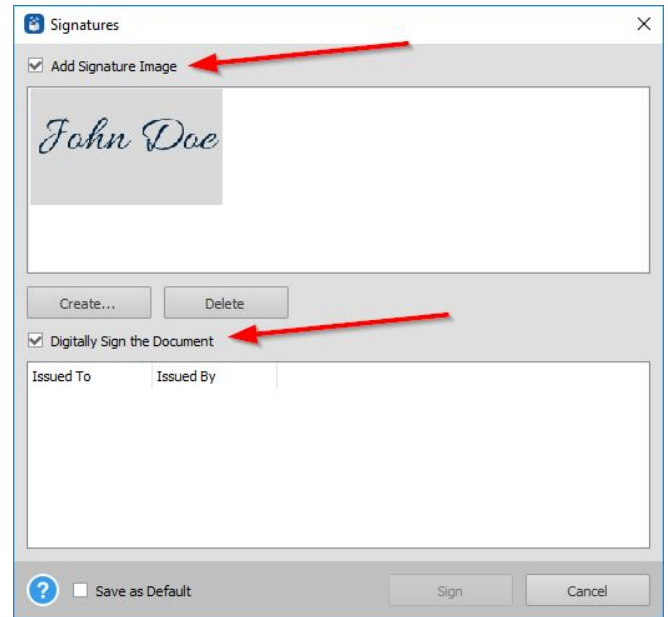 Signatures
Add Signature Image
John Doe
Create... Delete
Digitally Sign the Document
Issued To Issued By
? Save as Default Sign Cancel